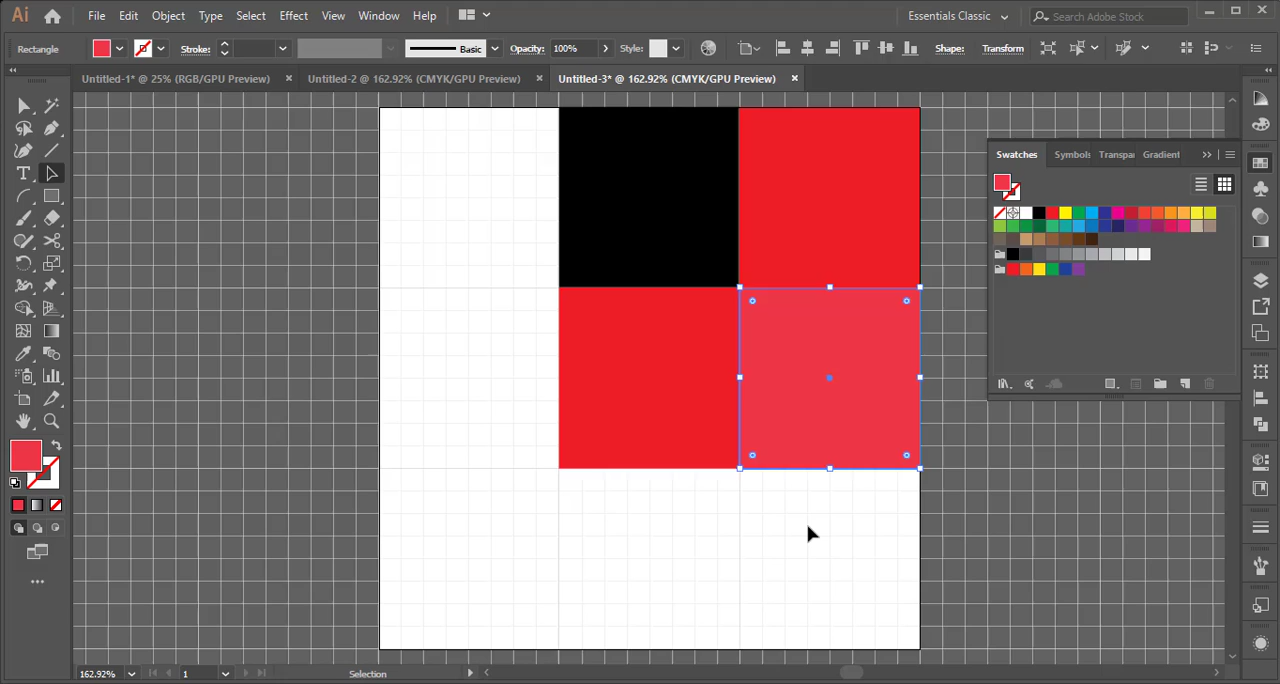 Ai File Edit Object Type Select Effect View Window Help Essentials Classic Search Adobe Stock
Rectangle Stroke: Basic Opacity: 100% Style: Shape: Transform
Untitled-1* @ 25% (RGB/GPU Preview) Untitled-2 @ 162.92% (CMYK/GPU Preview) Untitled-3* @ 162.92% (CMYK/GPU Preview)
Swatches Symbols Transpar Gradient
162.92% 1 Selection